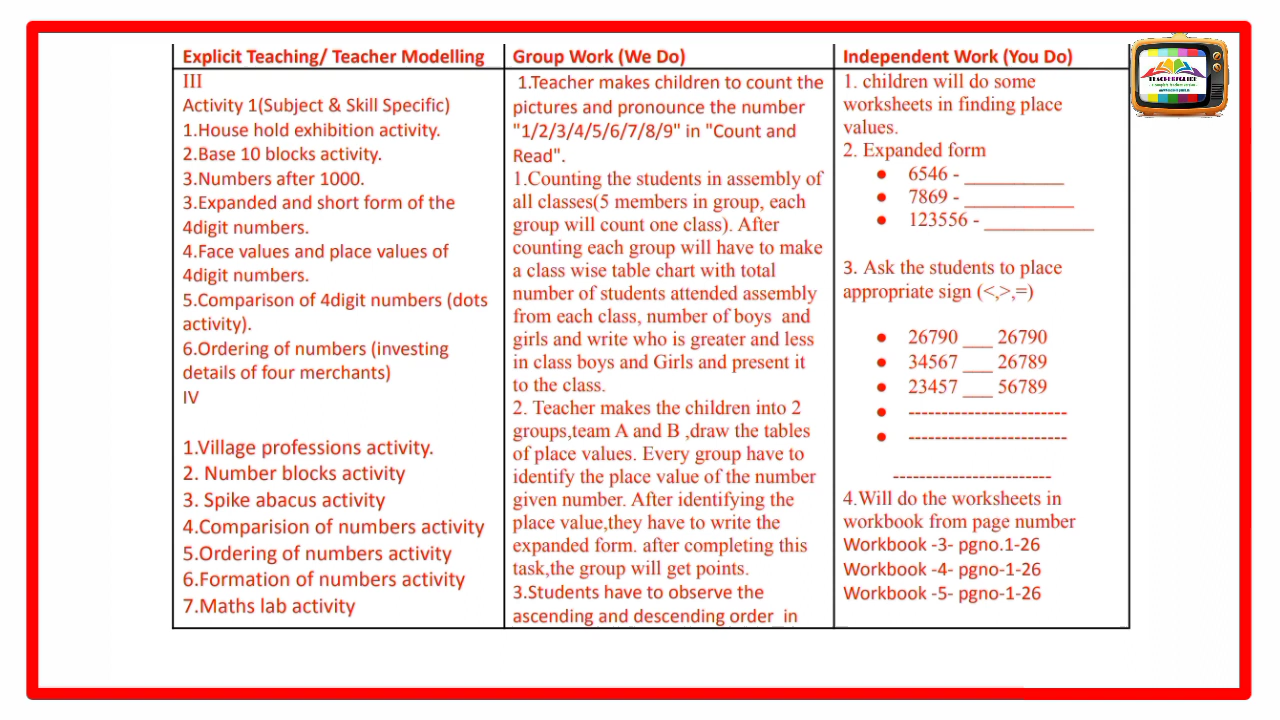 Explicit Teaching/ Teacher Modelling
III
Activity 1(Subject & Skill Specific)
1.House hold exhibition activity.
2.Base 10 blocks activity.
3.Numbers after 1000.
3.Expanded and short form of the
4digit numbers.
4.Face values and place values of
4digit numbers.
5.Comparison of 4digit numbers (dots
activity).
6.Ordering of numbers (investing
details of four merchants)
IV
1.Village professions activity.
2. Number blocks activity
3. Spike abacus activity
4.Comparision of numbers activity
5.Ordering of numbers activity
6.Formation of numbers activity
7.Maths lab activity
Group Work (We Do)
1.Teacher makes children to count the
pictures and pronounce the number
"1/2/3/4/5/6/7/8/9" in "Count and
Read".
1.Counting the students in assembly of
all classes(5 members in group, each
group will count one class). After
counting each group will have to make
a class wise table chart with total
number of students attended assembly
from each class, number of boys  and
girls and write who is greater and less
in class boys and Girls and present it
to the class.
2. Teacher makes the children into 2
groups,team A and B ,draw the tables
of place values. Every group have to
identify the place value of the number
given number. After identifying the
place value,they have to write the
expanded form. after completing this
task,the group will get points.
3.Students have to observe the
ascending and descending order  in
Independent Work (You Do)
1. children will do some
worksheets in finding place
values.
2. Expanded form
• 6546 - __________
• 7869 - ___________
• 123556 - ___________
3. Ask the students to place
appropriate sign (<,>,=)
• 26790 ___ 26790
• 34567 ___ 26789
• 23457 ___ 56789
• ------------------------
• ------------------------
------------------------
4.Will do the worksheets in
workbook from page number
Workbook -3- pgno.1-26
Workbook -4- pgno-1-26
Workbook -5- pgno-1-26